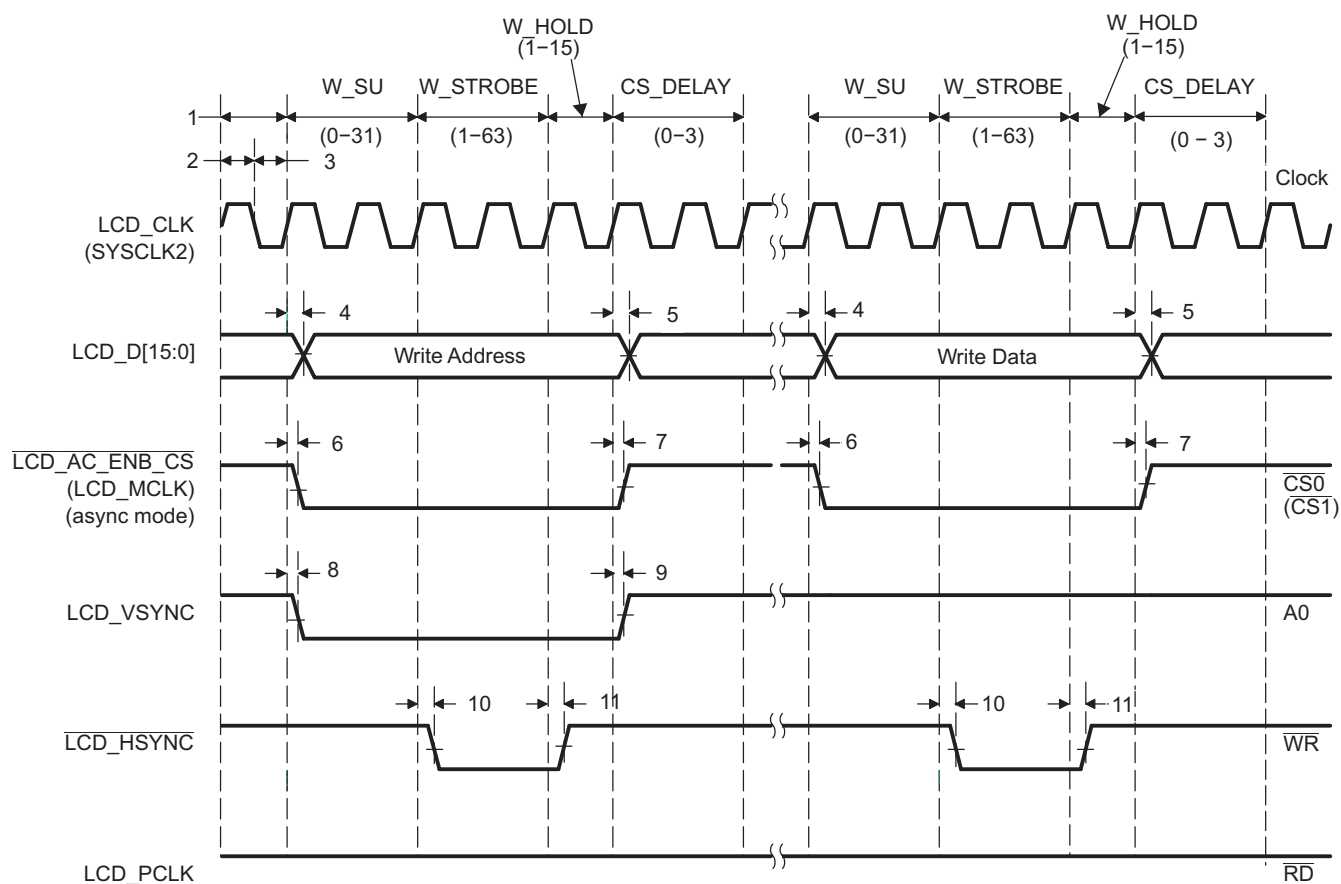 W_HOLD
(1−15)
W_HOLD
(1−15)
W_SU
W_STROBE
CS_DELAY
W_SU
W_STROBE
CS_DELAY
1
(0−31)
(1−63)
(0−3)
(0−31)
(1−63)
(0 − 3)
2
3
Clock
LCD_CLK
(SYSCLK2)
4
5
4
5
LCD_D[15:0]
Write Address
Write Data
6
7
6
7
LCD_AC_ENB_CS
(LCD_MCLK)
(async mode)
CS0
(CS1)
8
9
LCD_VSYNC
A0
10
11
10
11
LCD_HSYNC
WR
LCD_PCLK
RD